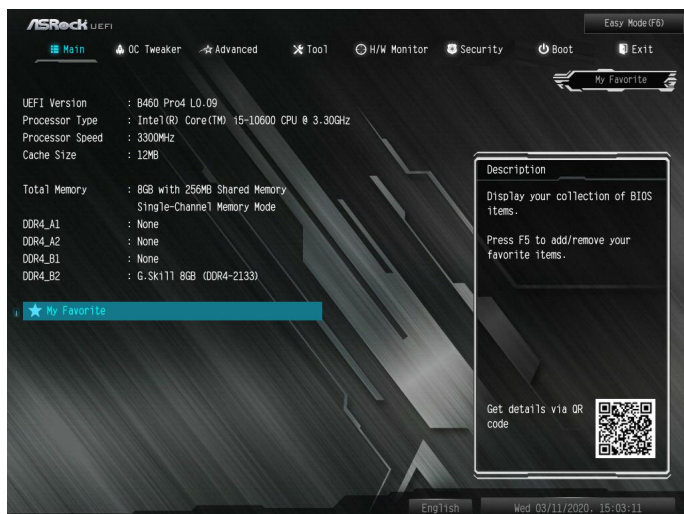 ASRock UEFI
Easy Mode(F6)
Main OC Tweaker Advanced Tool H/W Monitor Security Boot Exit
My Favorite
UEFI Version : B460 Pro4 L0.09
Processor Type : Intel(R) Core(TM) i5-10600 CPU @ 3.30GHz
Processor Speed : 3300MHz
Cache Size : 12MB
Total Memory : 8GB with 256MB Shared Memory
Single-Channel Memory Mode
DDR4_A1 : None
DDR4_A2 : None
DDR4_B1 : None
DDR4_B2 : G.Skill 8GB (DDR4-2133)
My Favorite
Description
Display your collection of BIOS
items.
Press F5 to add/remove your
favorite items.
Get details via QR
code
English
Wed 03/11/2020, 15:03:11